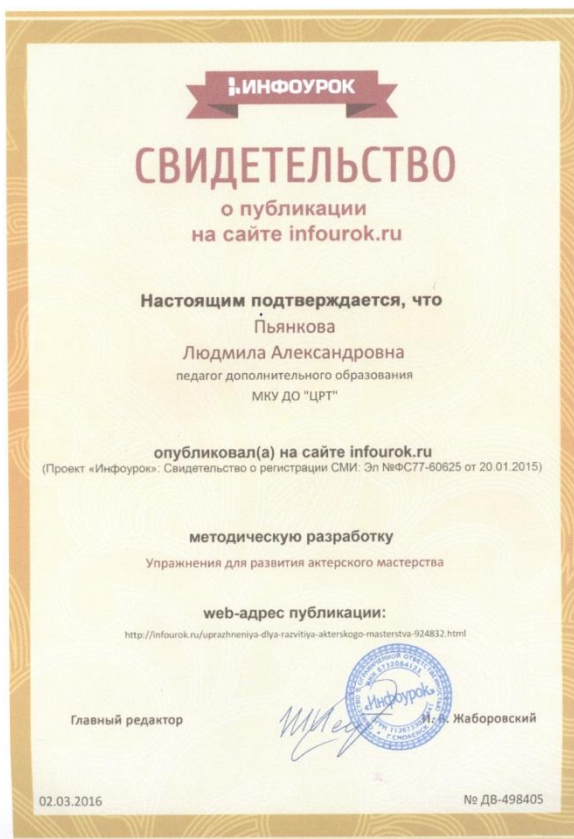 ИНФОУРОК
СВИДЕТЕЛЬСТВО
о публикации
на сайте infourok.ru
Настоящим подтверждается, что
Пьянкова
Людмила Александровна
педагог дополнительного образования
МКУ ДО "ЦРТ"
опубликовал(а) на сайте infourok.ru
(Проект «Инфоурок»: Свидетельство о регистрации СМИ: Эл №ФС77-60625 от 20.01.2015)
методическую разработку
Упражнения для развития актерского мастерства
web-адрес публикации:
http://infourok.ru/uprazhneniya-dlya-razvitiya-akterskogo-masterstva-924832.html
«Инфоурок»
Г.СМОЛЕНСК
Главный редактор
Жаборовский
02.03.2016
№ ДВ-498405